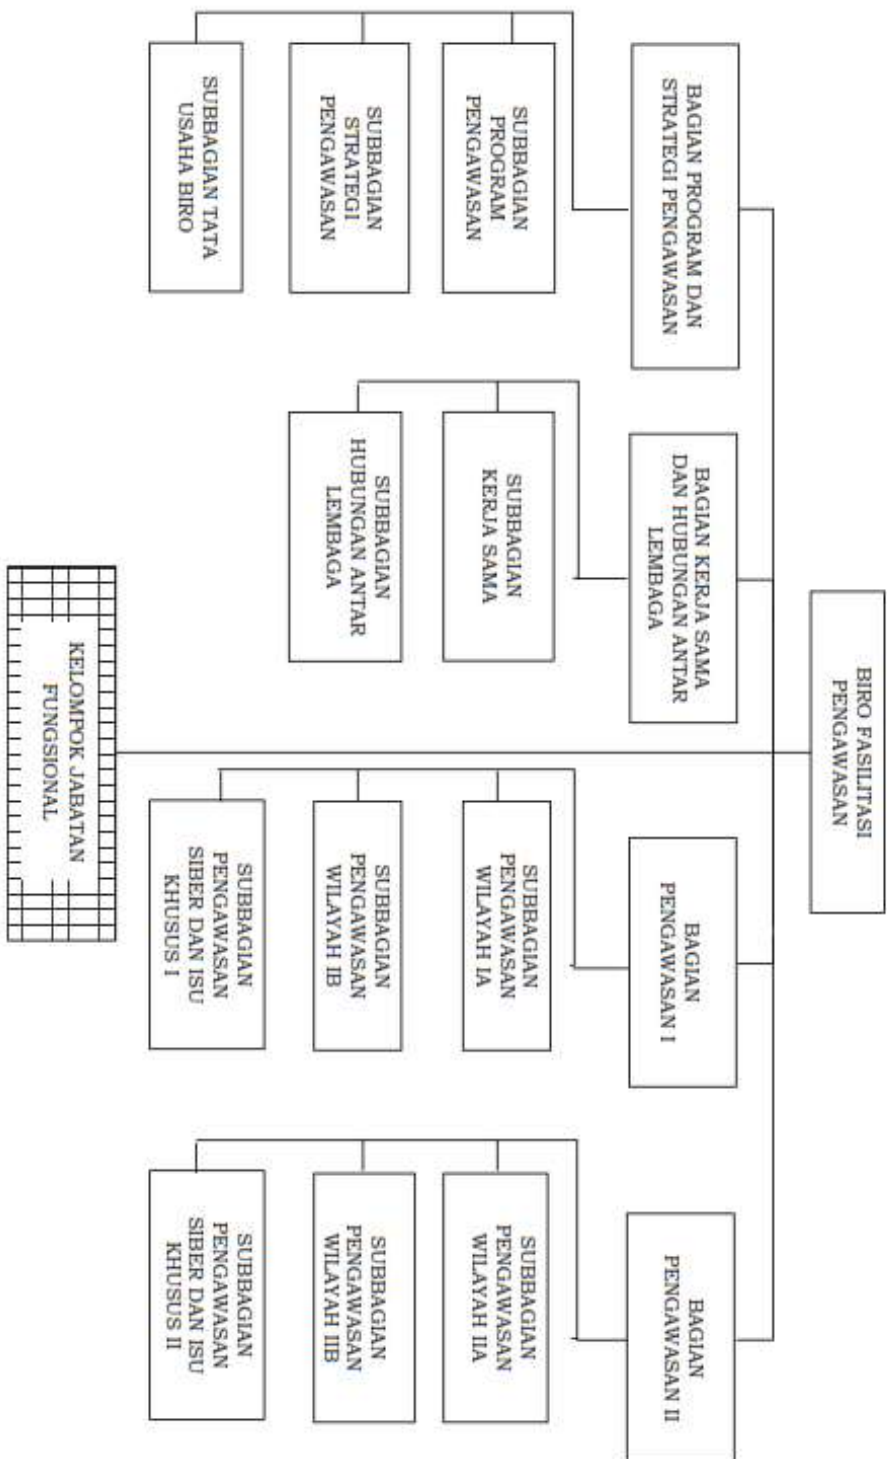 BIRO FASILITASI
PENGAWASAN
BAGIAN PROGRAM DAN
STRATEGI PENGAWASAN
BAGIAN KERJA SAMA
DAN HUBUNGAN ANTAR
LEMBAGA
BAGIAN
PENGAWASAN I
BAGIAN
PENGAWASAN II
SUBBAGIAN
PROGRAM
PENGAWASAN
SUBBAGIAN
KERJA SAMA
SUBBAGIAN
PENGAWASAN
WILAYAH IA
SUBBAGIAN
PENGAWASAN
WILAYAH IIA
SUBBAGIAN
STRATEGI
PENGAWASAN
SUBBAGIAN
HUBUNGAN ANTAR
LEMBAGA
SUBBAGIAN
PENGAWASAN
WILAYAH IB
SUBBAGIAN
PENGAWASAN
WILAYAH IIB
SUBBAGIAN TATA
USAHA BIRO
SUBBAGIAN
PENGAWASAN
SIBER DAN ISU
KHUSUS I
SUBBAGIAN
PENGAWASAN
SIBER DAN ISU
KHUSUS II
KELOMPOK JABATAN
FUNGSIONAL